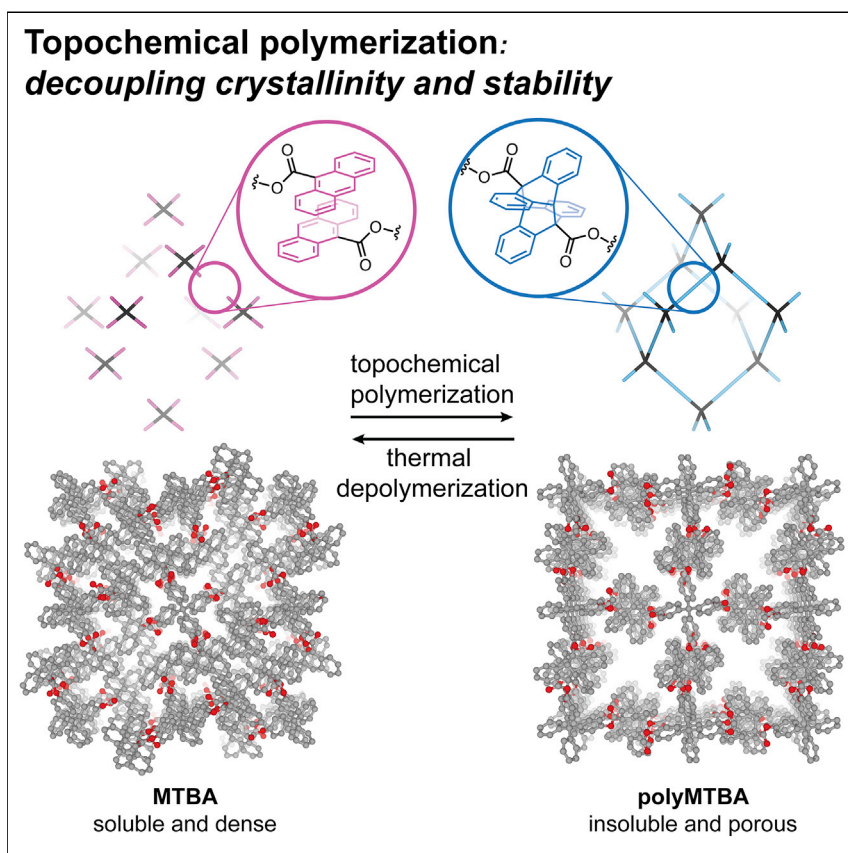 Topochemical polymerization:
decoupling crystallinity and stability
O
O
O
O
O
O
O
O
topochemical
polymerization
thermal
depolymerization
MTBA
soluble and dense
polyMTBA
insoluble and porous